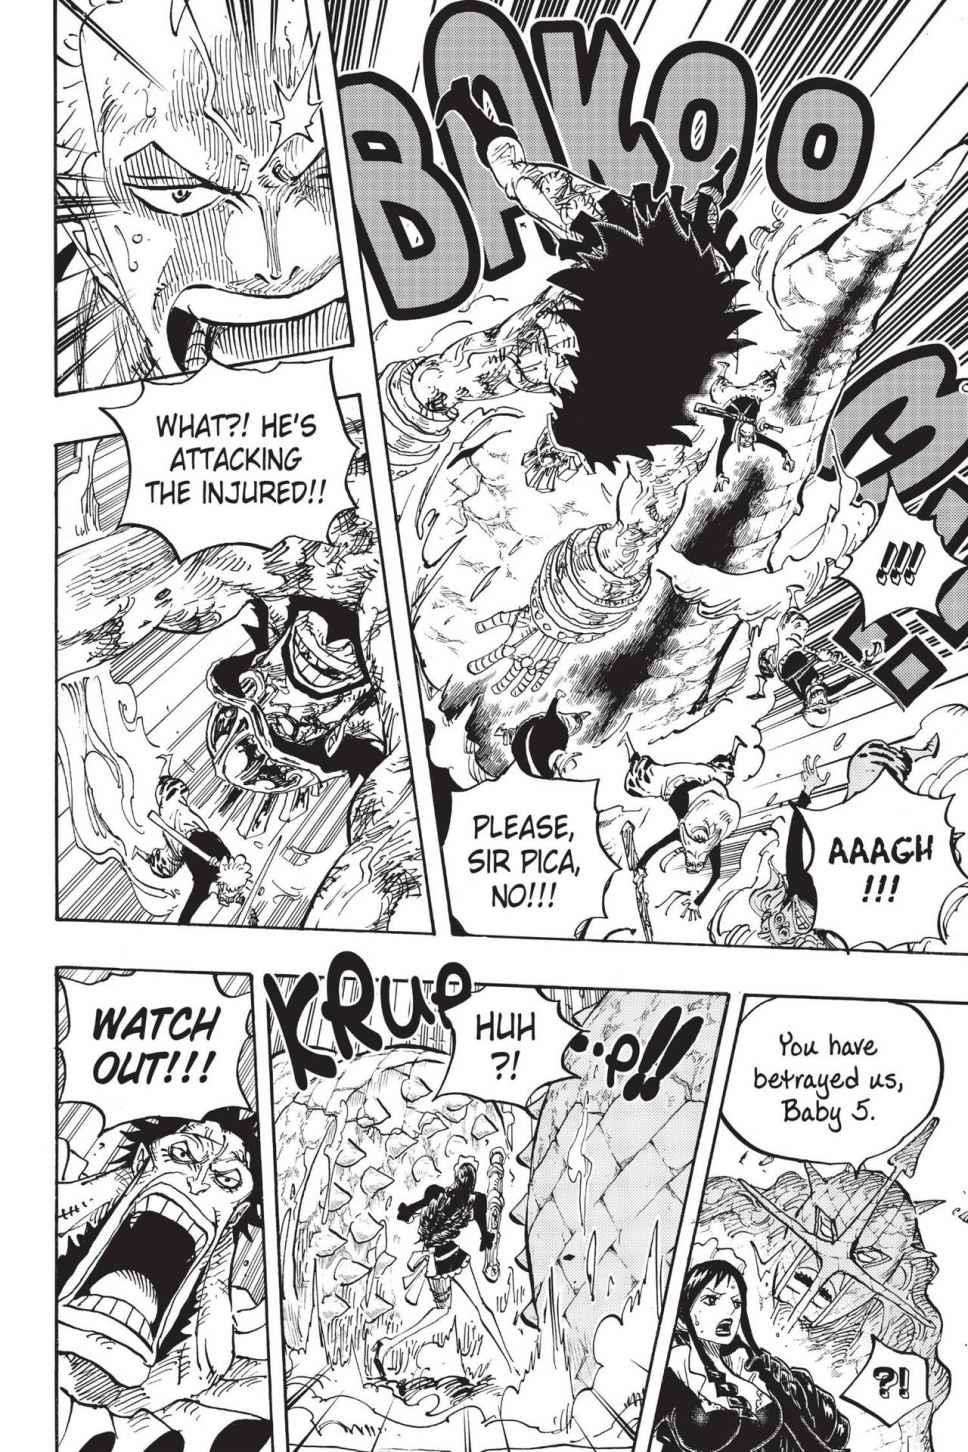 BAKOO
!!!
AAAGH
!!!
PLEASE,
SIR PICA,
NO!!!
WHAT?! HE'S
ATTACKING
THE INJURED!!
You have
betrayed us,
Baby 5.
?!
HUH
?!
KRUP
..P!!
WATCH
OUT!!!